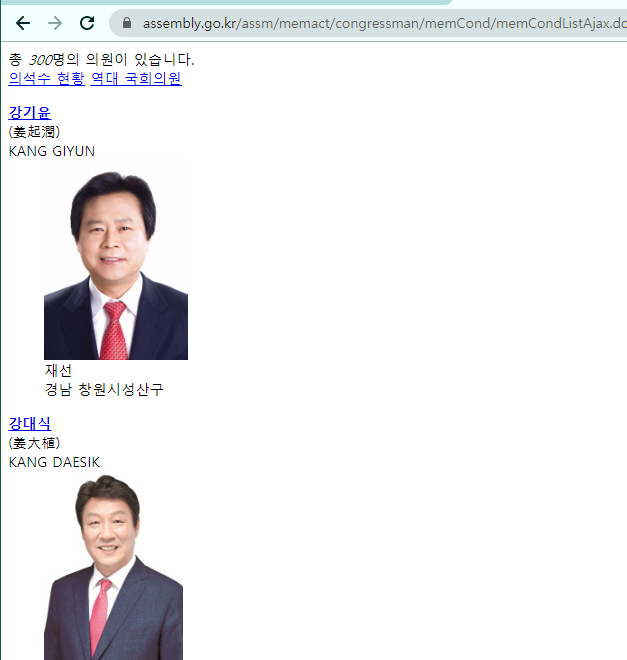 assembly.go.kr/assm/memact/congressman/memCond/memCondListAjax.do
총 300명의 의원이 있습니다.
의석수 현황 역대 국회의원
강기윤
(姜起潤)
KANG GIYUN
재선
경남 창원시성산구
강대식
(姜大植)
KANG DAESIK